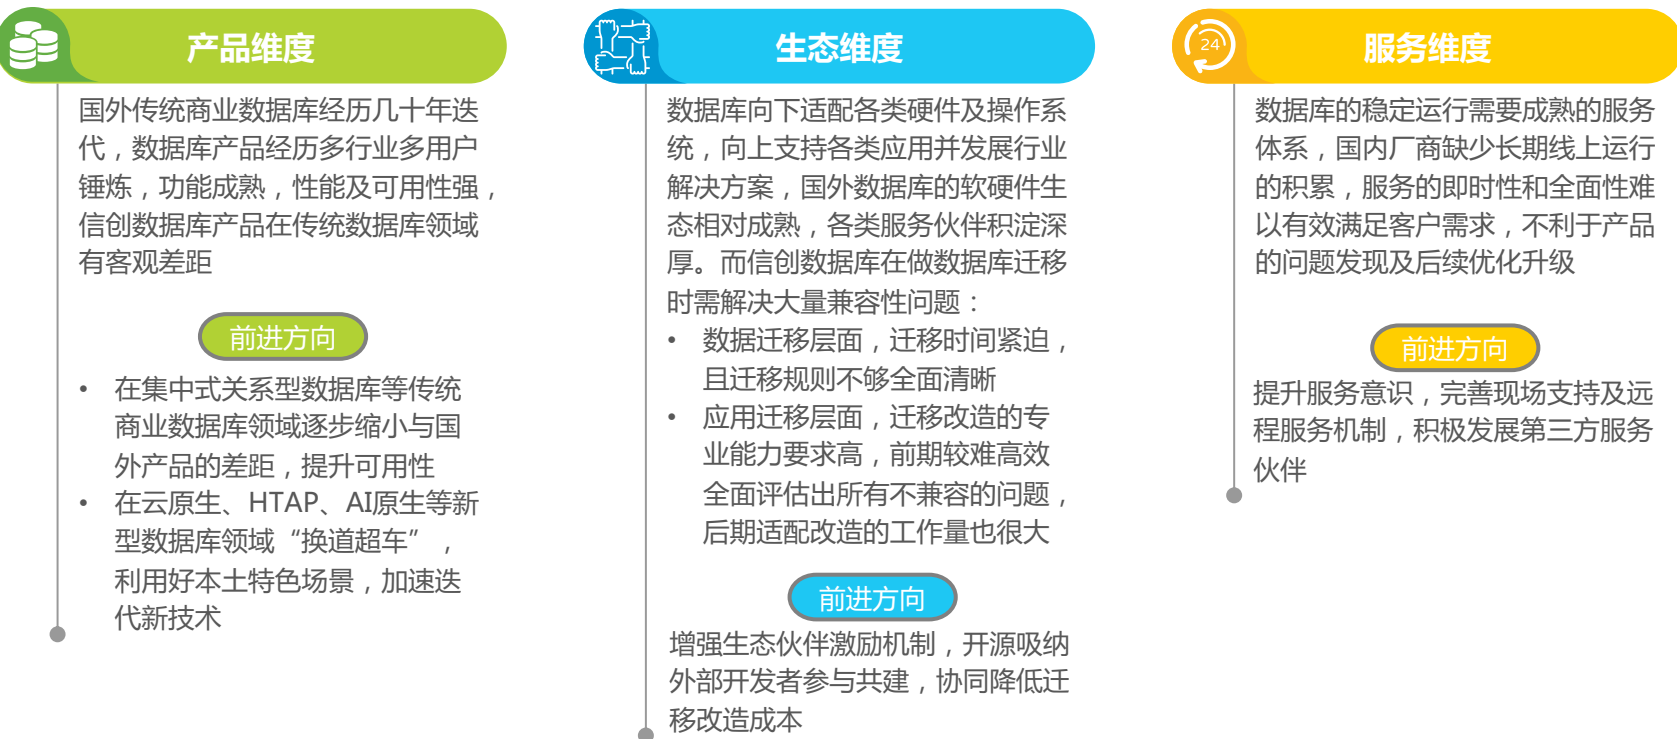 产品维度
国外传统商业数据库经历几十年迭
代，数据库产品经历多行业多用户
锤炼，功能成熟，性能及可用性强，
信创数据库产品在传统数据库领域
有客观差距
前进方向
• 在集中式关系型数据库等传统
商业数据库领域逐步缩小与国
外产品的差距，提升可用性
• 在云原生、HTAP、AI原生等新
型数据库领域“换道超车”，
利用好本土特色场景，加速迭
代新技术
生态维度
数据库向下适配各类硬件及操作系
统，向上支持各类应用并发展行业
解决方案，国外数据库的软硬件生
态相对成熟，各类服务伙伴积淀深
厚。而信创数据库在做数据库迁移
时需解决大量兼容性问题：
• 数据迁移层面，迁移时间紧迫，
且迁移规则不够全面清晰
• 应用迁移层面，迁移改造的专
业能力要求高，前期较难高效
全面评估出所有不兼容的问题，
后期适配改造的工作量也很大
前进方向
增强生态伙伴激励机制，开源吸纳
外部开发者参与共建，协同降低迁
移改造成本
24
服务维度
数据库的稳定运行需要成熟的服务
体系，国内厂商缺少长期线上运行
的积累，服务的即时性和全面性难
以有效满足客户需求，不利于产品
的问题发现及后续优化升级
前进方向
提升服务意识，完善现场支持及远
程服务机制，积极发展第三方服务
伙伴